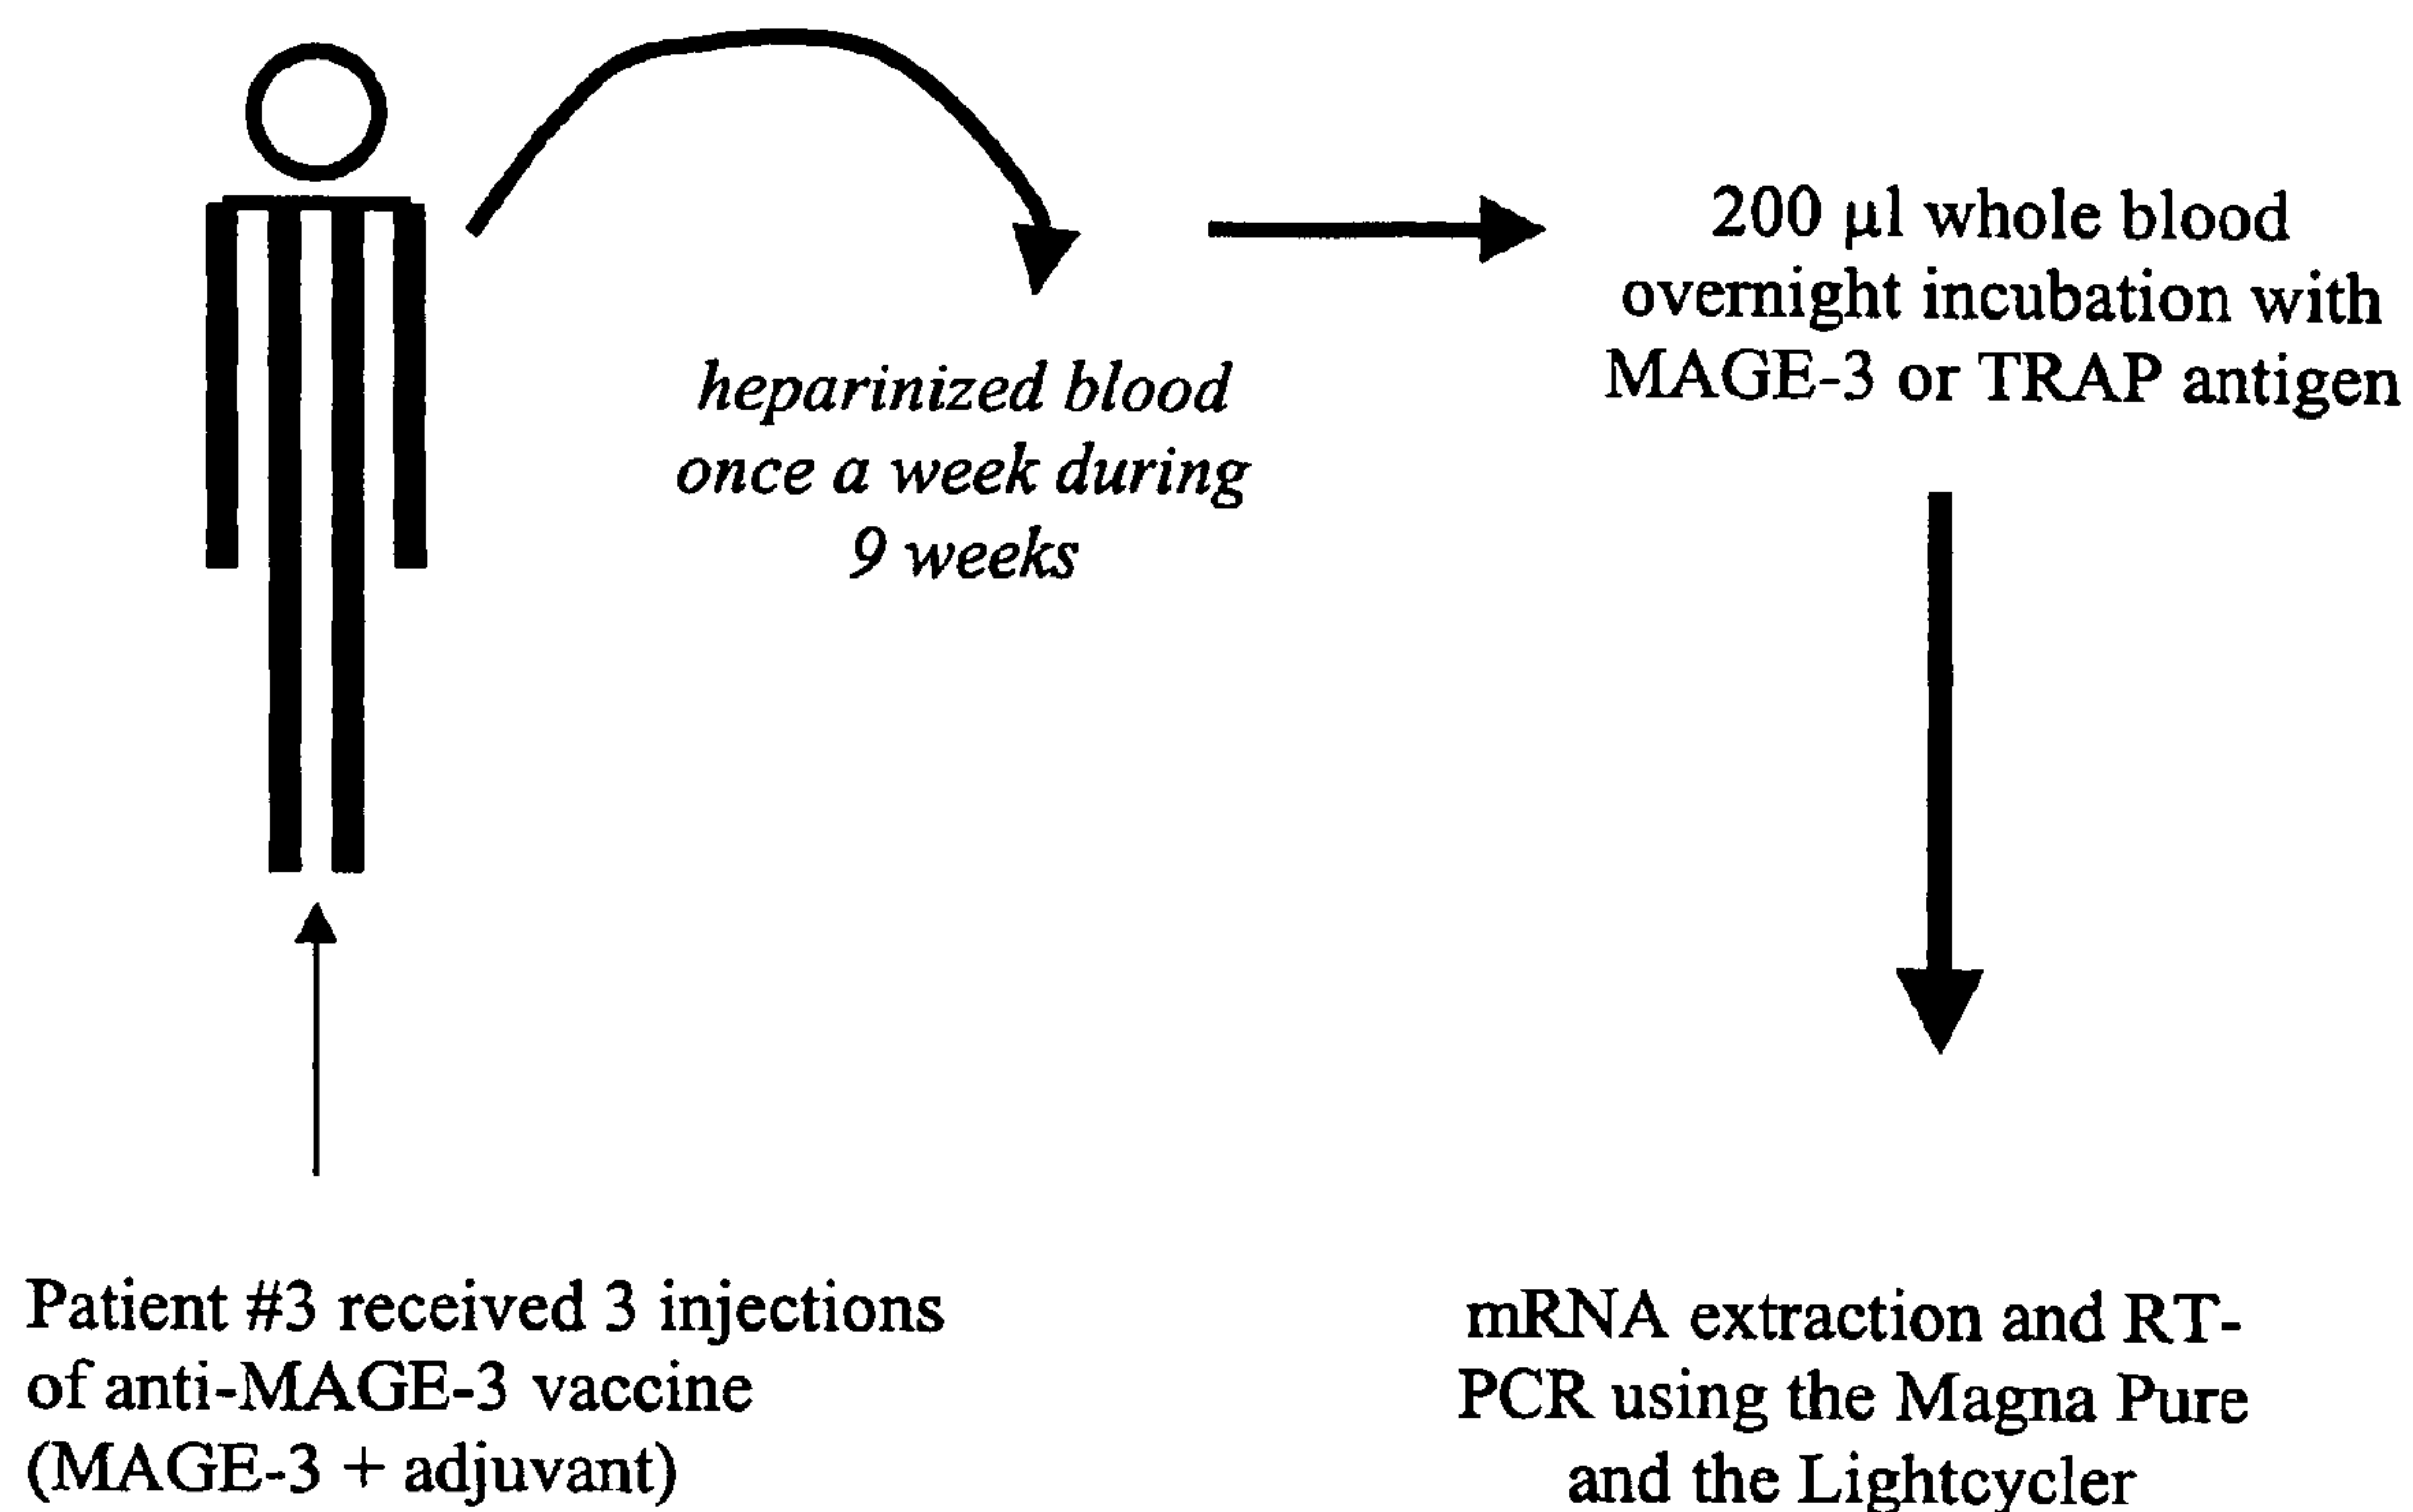 200 µl whole blood
overnight incubation with
MAGE-3 or TRAP antigen
heparinized blood
once a week during
9 weeks
Patient #3 received 3 injections
of anti-MAGE-3 vaccine
(MAGE-3 + adjuvant)
mRNA extraction and RT-
PCR using the Magna Pure
and the Lightcycler